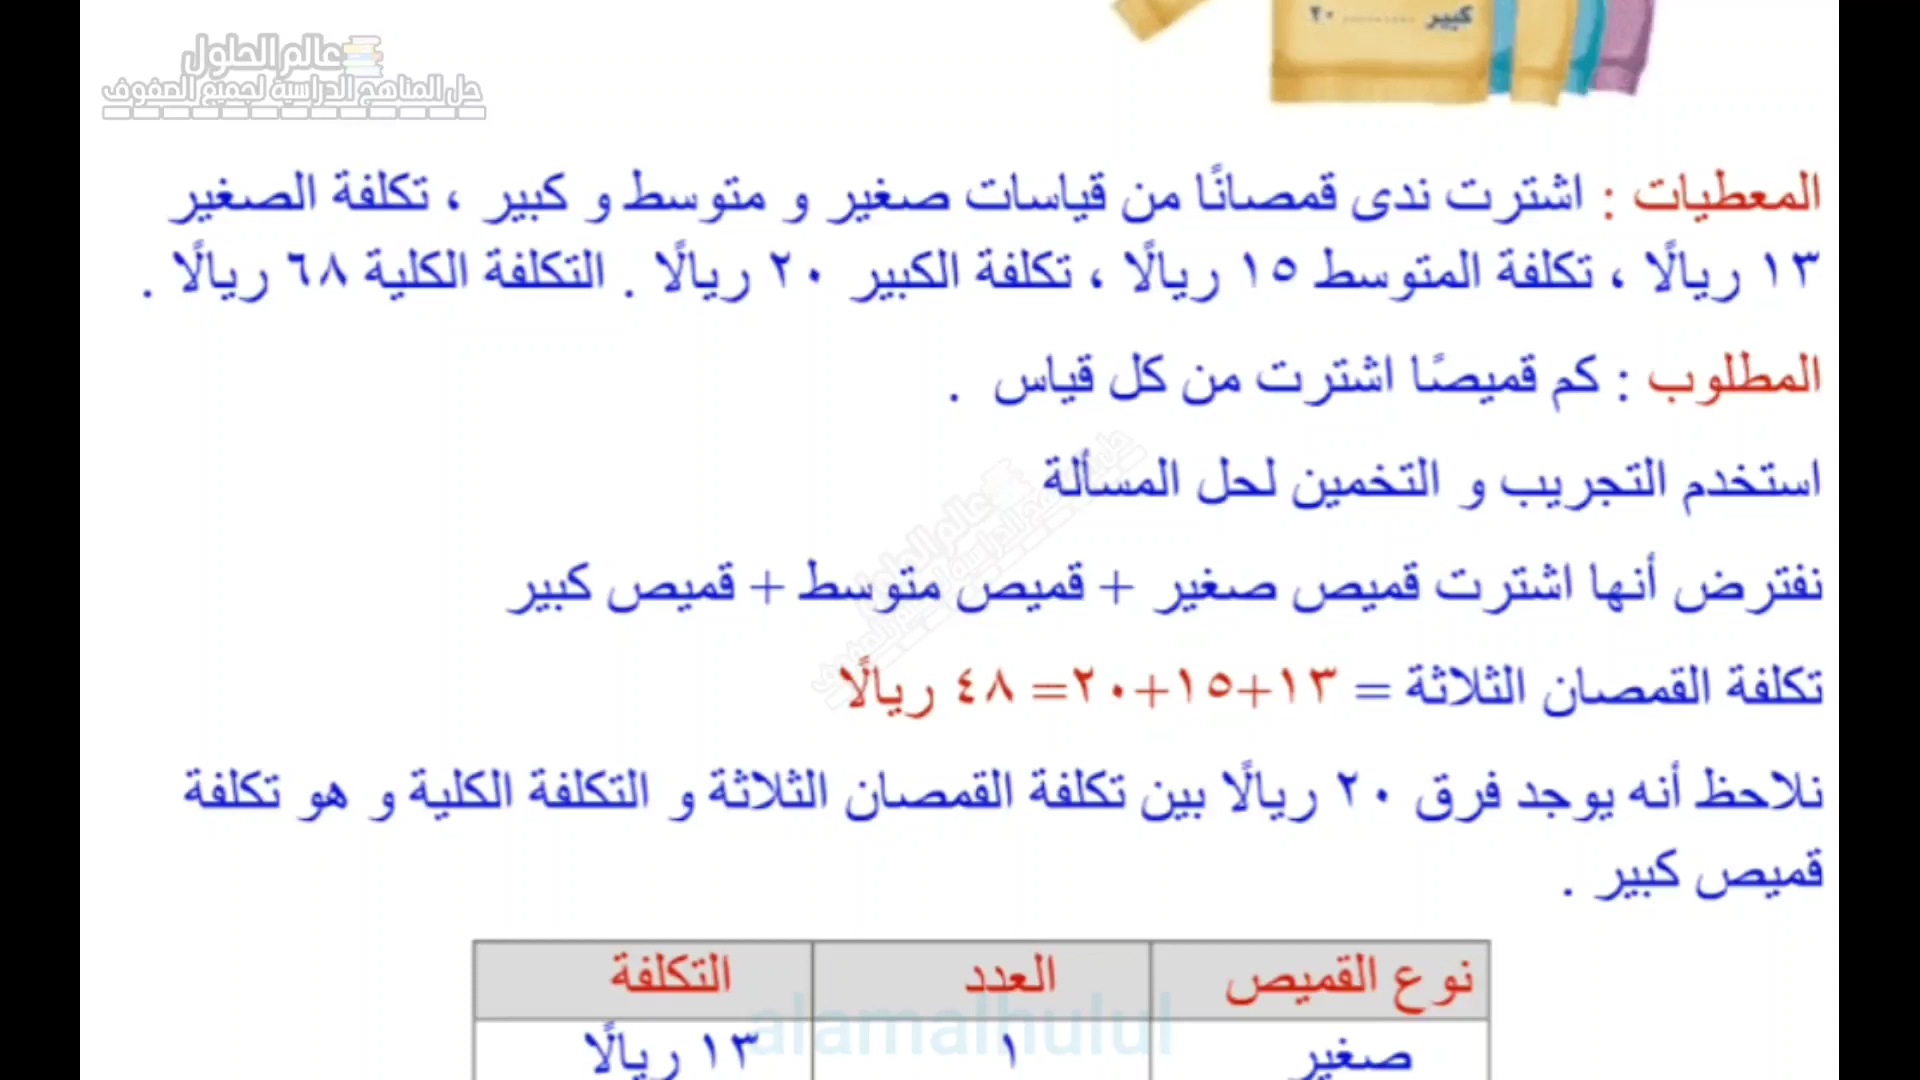 كبير ......... ٢٠
عالم الحلول
حل المناهج الدراسية لجميع الصفوف
المعطيات : اشترت ندى قمصانًا من قياسات صغير و متوسط و كبير ، تكلفة الصغير
١٣ ريالًا ، تكلفة المتوسط ١٥ ريالًا ، تكلفة الكبير ٢٠ ريالًا . التكلفة الكلية ٦٨ ريالًا .
المطلوب : كم قميصًا اشترت من كل قياس .
استخدم التجريب و التخمين لحل المسألة
نفترض أنها اشترت قميص صغير + قميص متوسط + قميص كبير
تكلفة القمصان الثلاثة = ١٣+١٥+٢٠= ٤٨ ريالًا
نلاحظ أنه يوجد فرق ٢٠ ريالًا بين تكلفة القمصان الثلاثة و التكلفة الكلية و هو تكلفة
قميص كبير .
نوع القميص العدد التكلفة
صغير ١ ١٣ ريالًا
alamalhulul